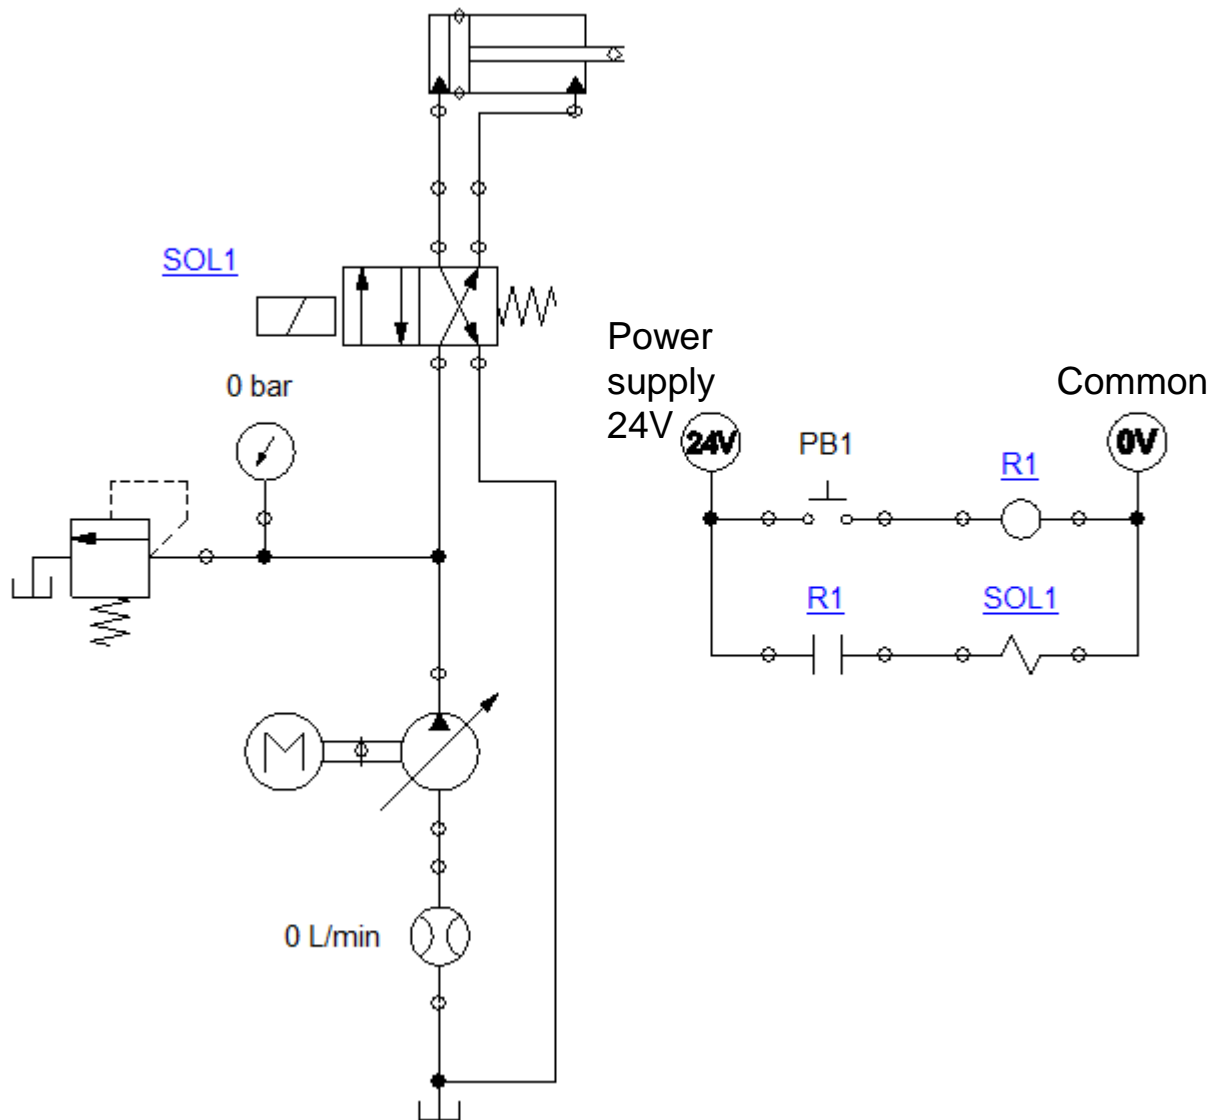 SOL1
0 bar
Power
supply
24V
24V
PB1
R1
Common
0V
R1
SOL1
M
0 L/min